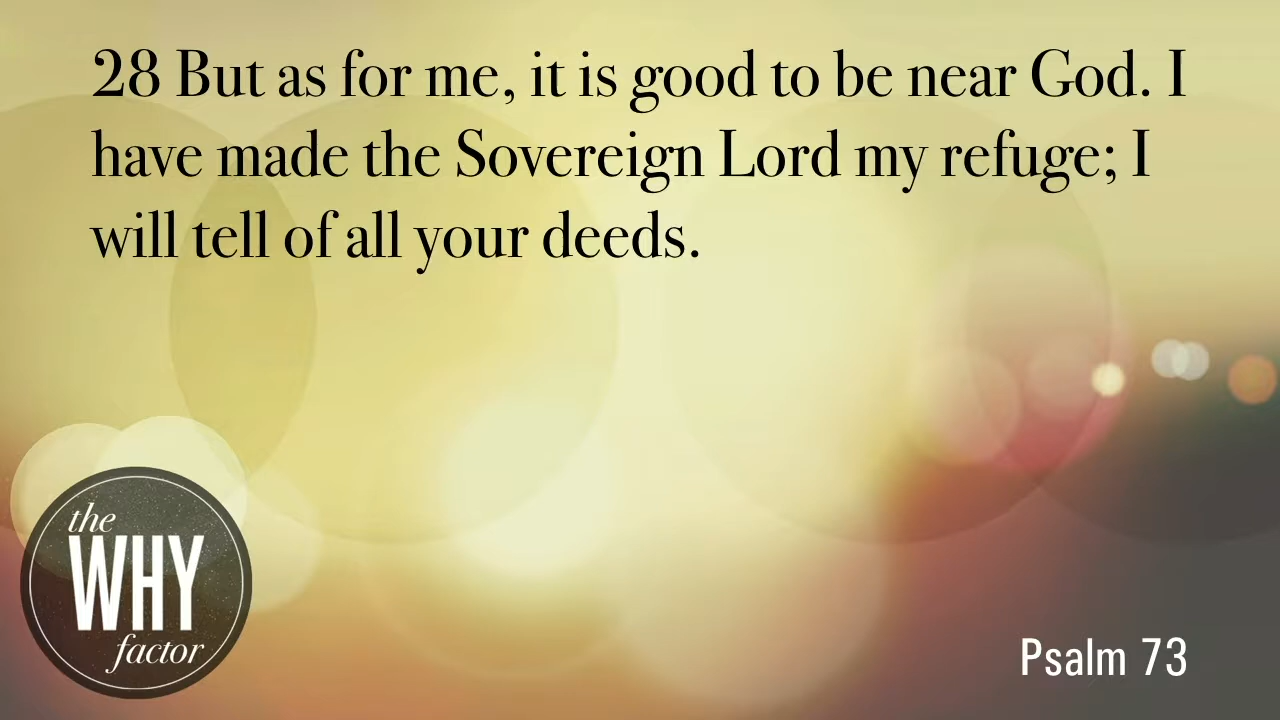 28 But as for me, it is good to be near God. I
have made the Sovereign Lord my refuge; I
will tell of all your deeds.
the
WHY
factor
Psalm 73